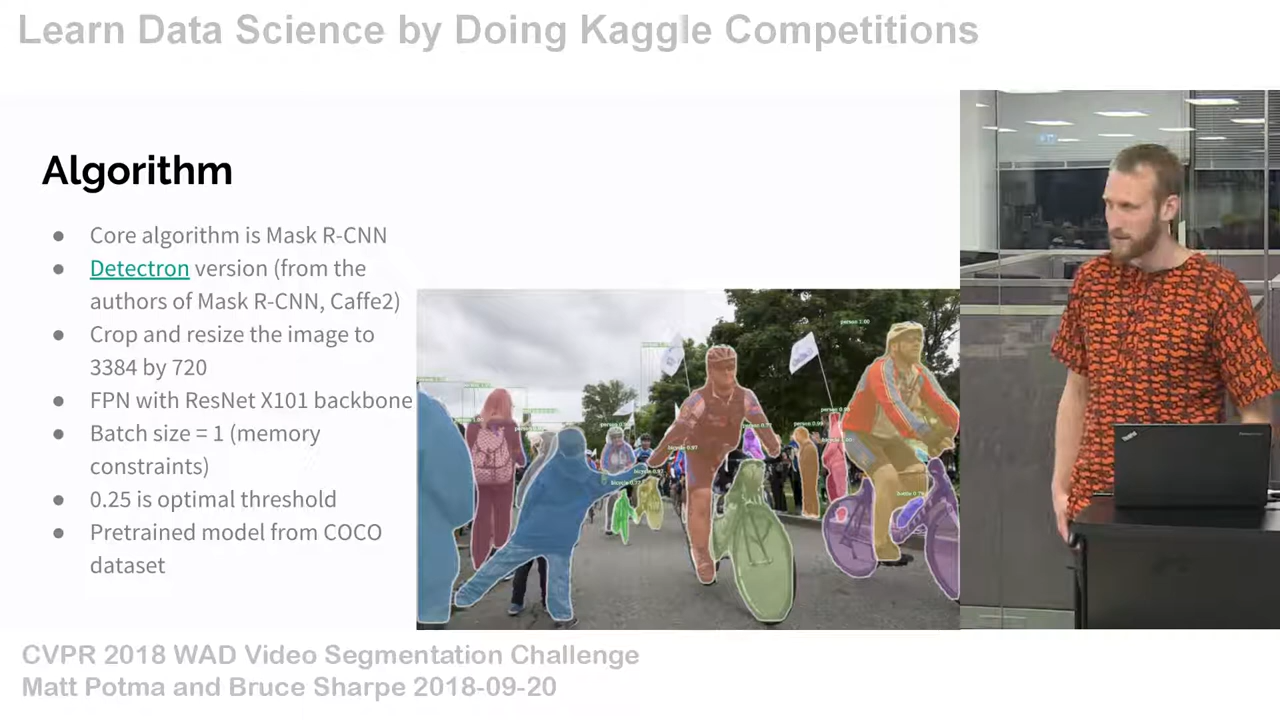 Learn Data Science by Doing Kaggle Competitions
Algorithm
● Core algorithm is Mask R-CNN
● Detectron version (from the
authors of Mask R-CNN, Caffe2)
● Crop and resize the image to
3384 by 720
● FPN with ResNet X101 backbone
● Batch size = 1 (memory
constraints)
● 0.25 is optimal threshold
● Pretrained model from COCO
dataset
person 1.00
CVPR 2018 WAD Video Segmentation Challenge
Matt Potma and Bruce Sharpe 2018-09-20